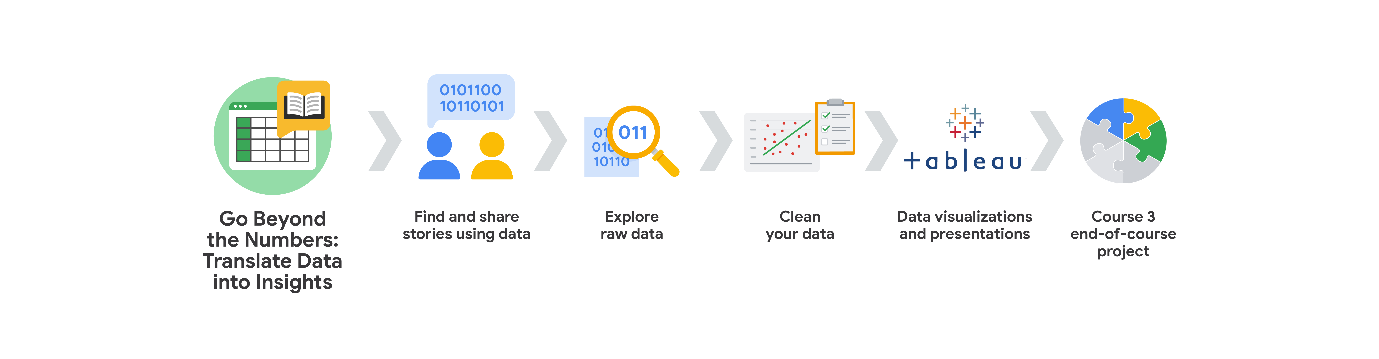 0101100
10110101
01
011
010
10110
+ableau
Go Beyond
the Numbers:
Translate Data
into Insights
Find and share
stories using data
Explore
raw data
Clean
your data
Data visualizations
and presentations
Course 3
end-of-course
project